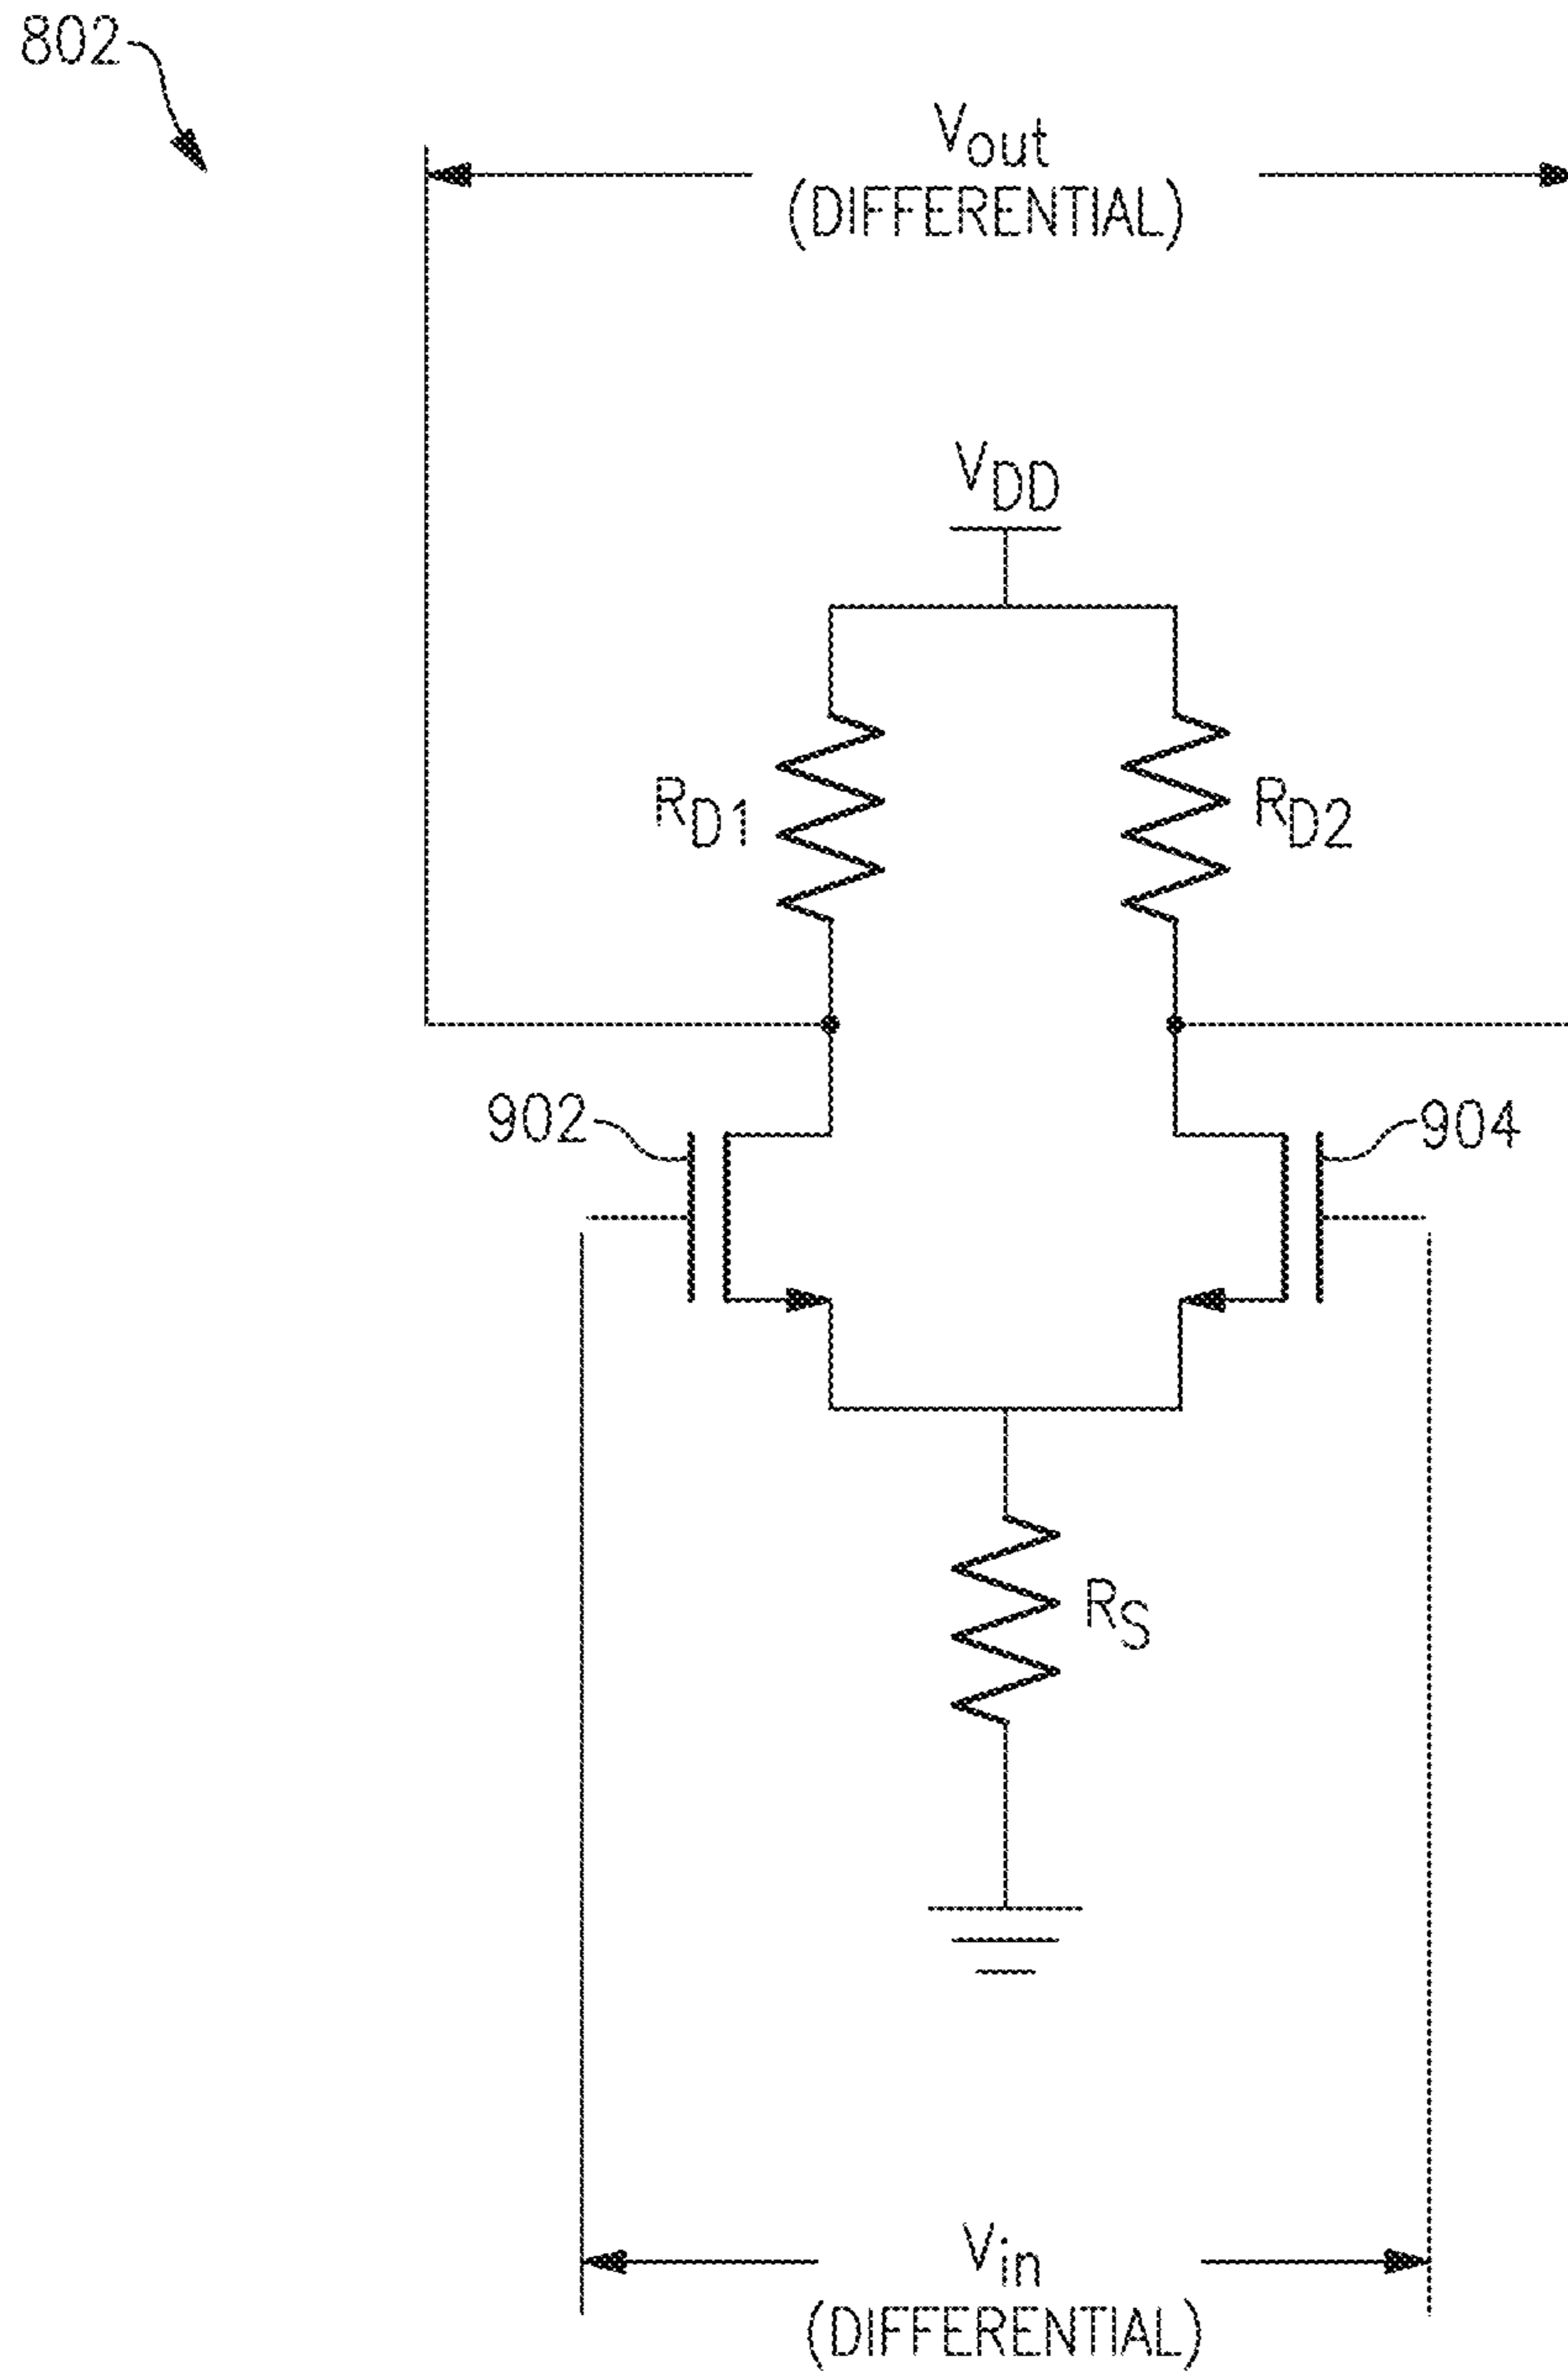 802
Vout
(DIFFERENTIAL)
VDD
RD1
RD2
902
904
RS
Vin
(DIFFERENTIAL)